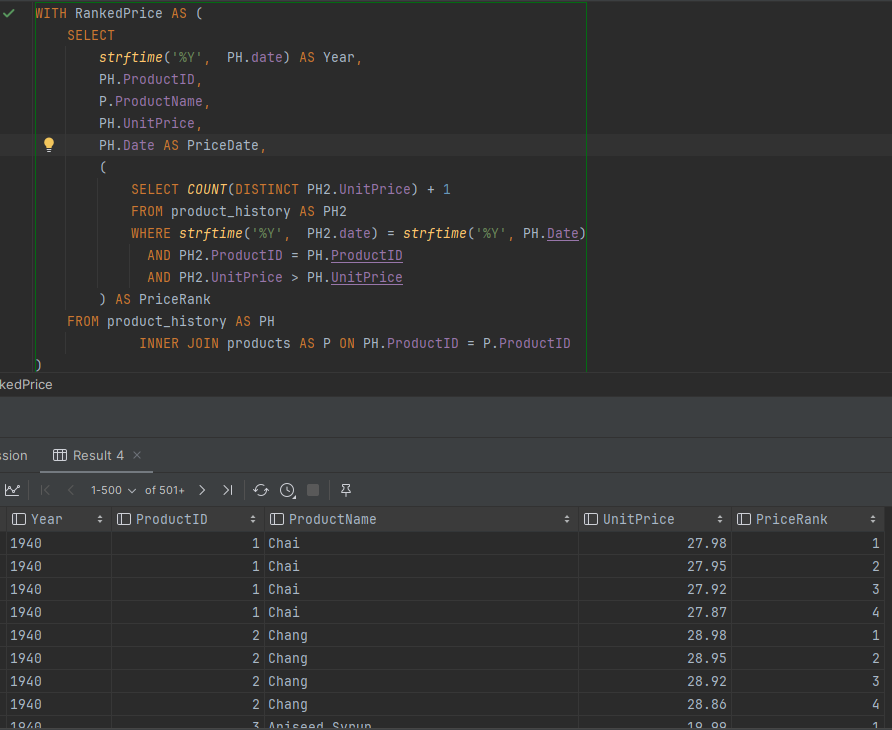 WITH RankedPrice AS (
SELECT
strftime('%Y',  PH.date) AS Year,
PH.ProductID,
P.ProductName,
PH.UnitPrice,
PH.Date AS PriceDate,
(
SELECT COUNT(DISTINCT PH2.UnitPrice) + 1
FROM product_history AS PH2
WHERE strftime('%Y',  PH2.date) = strftime('%Y', PH.Date)
AND PH2.ProductID = PH.ProductID
AND PH2.UnitPrice > PH.UnitPrice
) AS PriceRank
FROM product_history AS PH
INNER JOIN products AS P ON PH.ProductID = P.ProductID
)
kedPrice
ssion Result 4
1-500 of 501+
Year ProductID ProductName UnitPrice PriceRank
1940 1 Chai 27.98 1
1940 1 Chai 27.95 2
1940 1 Chai 27.92 3
1940 1 Chai 27.87 4
1940 2 Chang 28.98 1
1940 2 Chang 28.95 2
1940 2 Chang 28.92 3
1940 2 Chang 28.86 4
1940 3 Aniseed Syrup 19.99 1